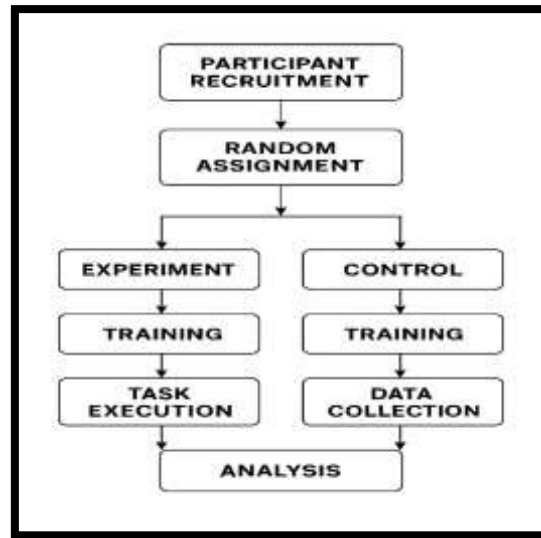 PARTICIPANT
RECRUITMENT
RANDOM
ASSIGNMENT
EXPERIMENT
CONTROL
TRAINING
TRAINING
TASK
EXECUTION
DATA
COLLECTION
ANALYSIS